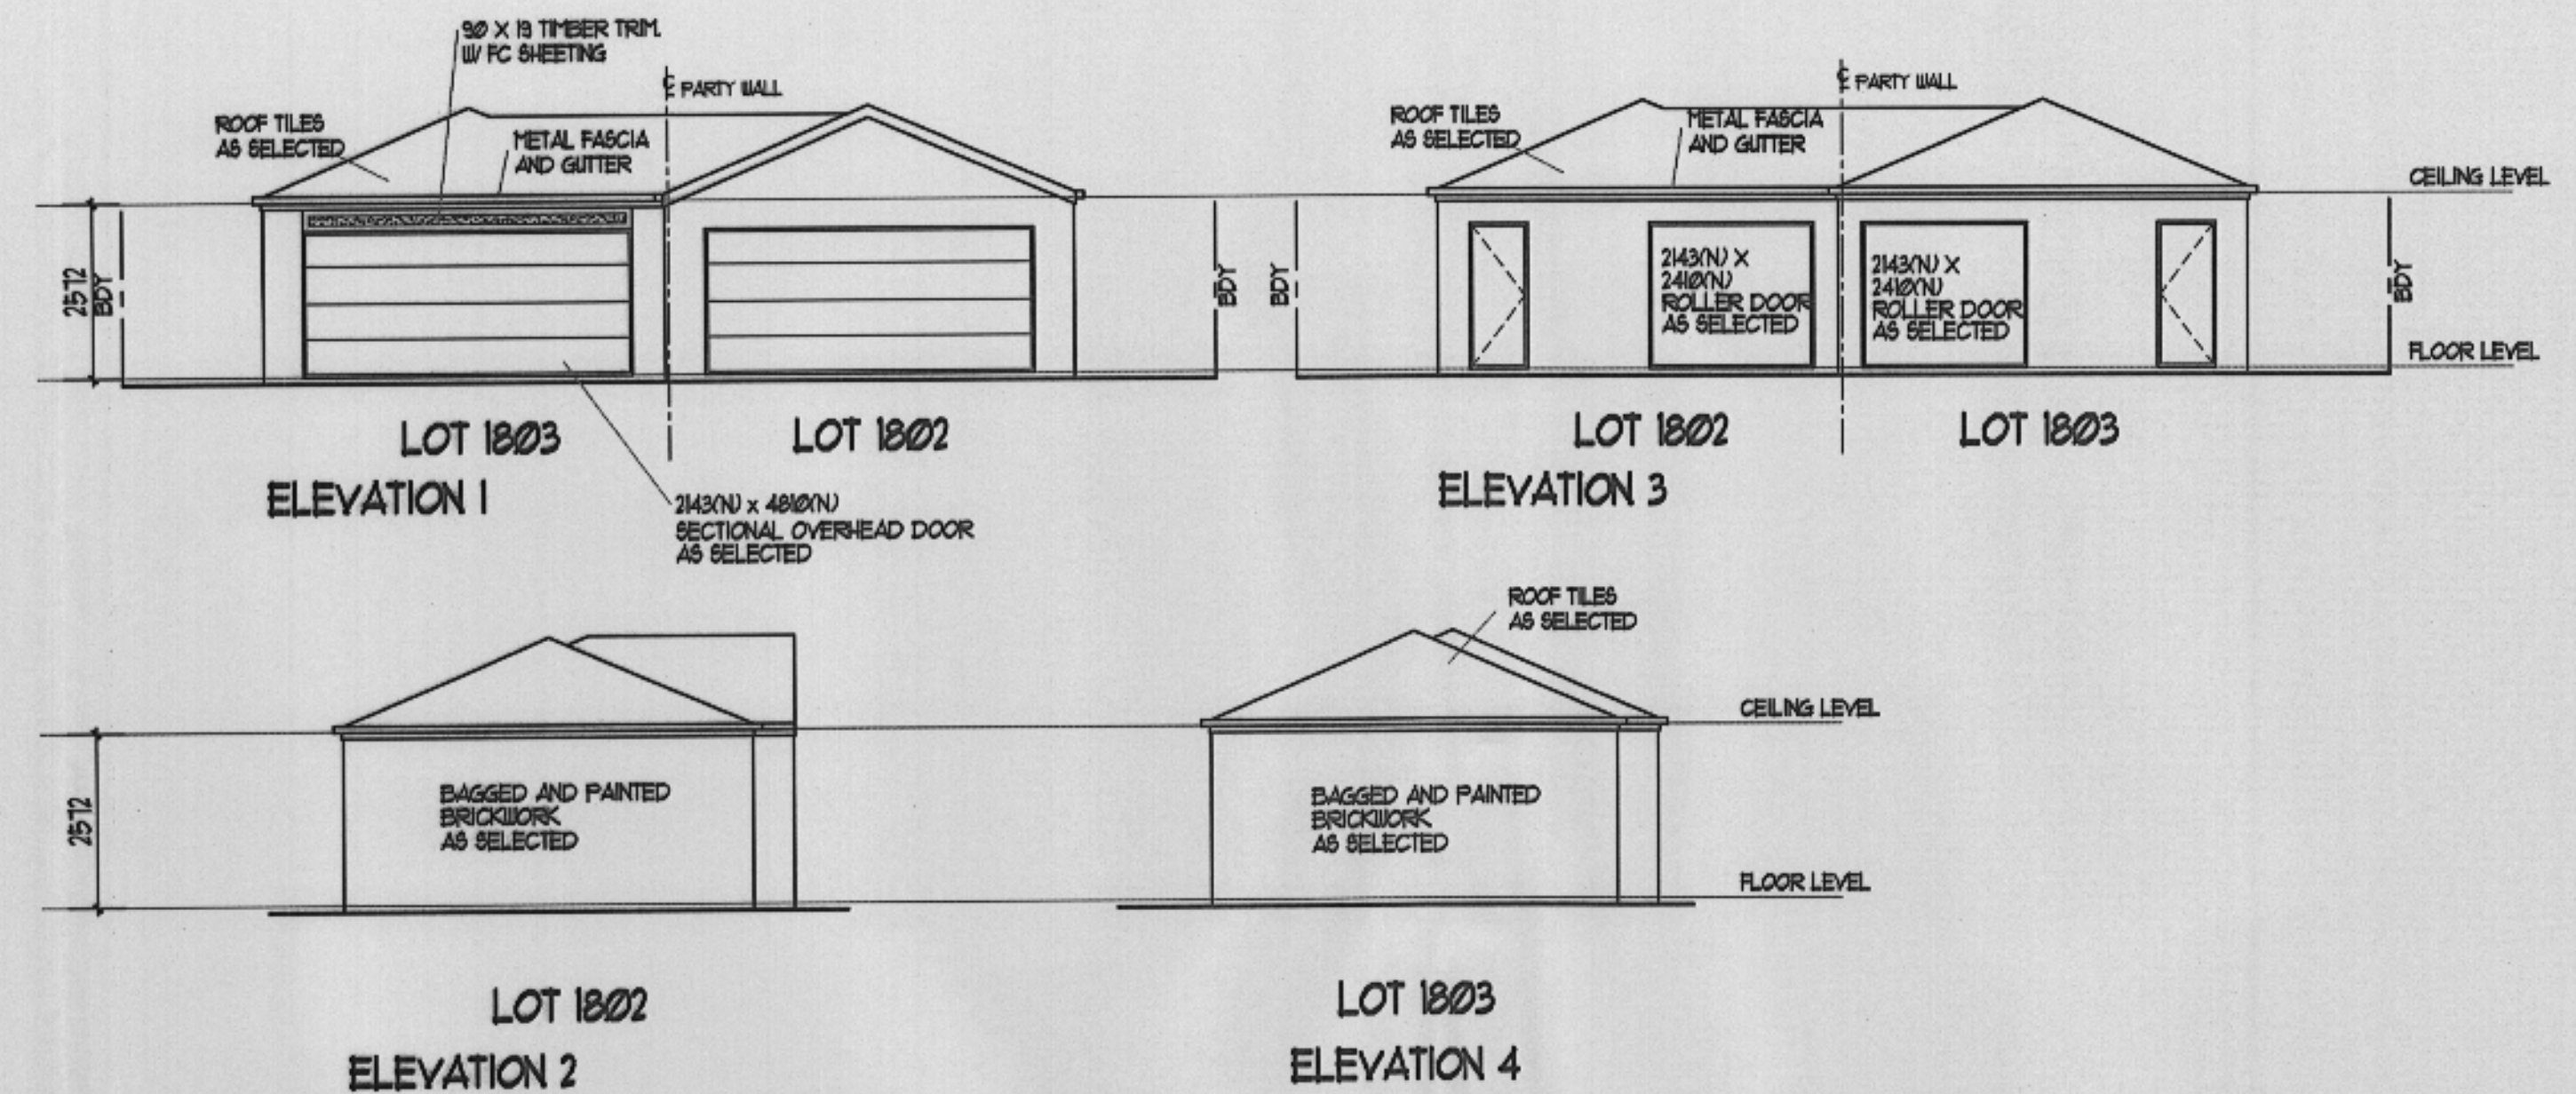 90 X 19 TIMBER TRIM.
W/ FC SHEETING
℄ PARTY WALL
ROOF TILES
AS SELECTED
METAL FASCIA
AND GUTTER
2572
BDY
BDY
LOT 1803
LOT 1802
ELEVATION 1
2143(N) x 4810(N)
SECTIONAL OVERHEAD DOOR
AS SELECTED
℄ PARTY WALL
ROOF TILES
AS SELECTED
METAL FASCIA
AND GUTTER
CEILING LEVEL
BDY
2143(N) X
2410(N)
ROLLER DOOR
AS SELECTED
2143(N) X
2410(N)
ROLLER DOOR
AS SELECTED
BDY
FLOOR LEVEL
LOT 1802
LOT 1803
ELEVATION 3
2572
BAGGED AND PAINTED
BRICKWORK
AS SELECTED
LOT 1802
ELEVATION 2
ROOF TILES
AS SELECTED
CEILING LEVEL
BAGGED AND PAINTED
BRICKWORK
AS SELECTED
FLOOR LEVEL
LOT 1803
ELEVATION 4